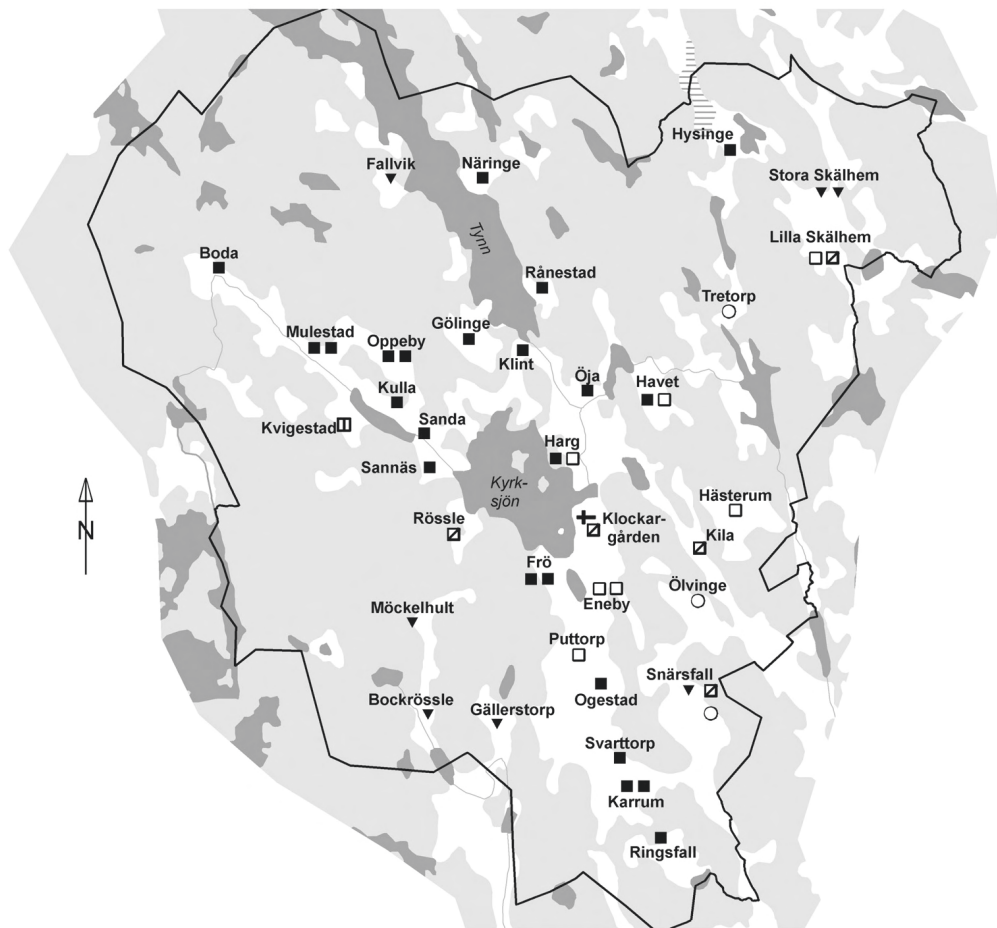 Hysinge
Fallvik
Näringe
Stora Skälhem
Tynn
Lilla Skälhem
Boda
Rånestad
Tretorp
Gölinge
Mulestad
Oppeby
Klint
Öja
Havet
Kulla
Kvigestad
Sanda
Harg
Sannäs
Kyrk-
sjön
Hästerum
N
Rössle
Klockar-
gården
Kila
Frö
Ölvinge
Eneby
Möckelhult
Puttorp
Snärsfall
Ogestad
Bockrössle
Gällerstorp
Svarttorp
Karrum
Ringsfall